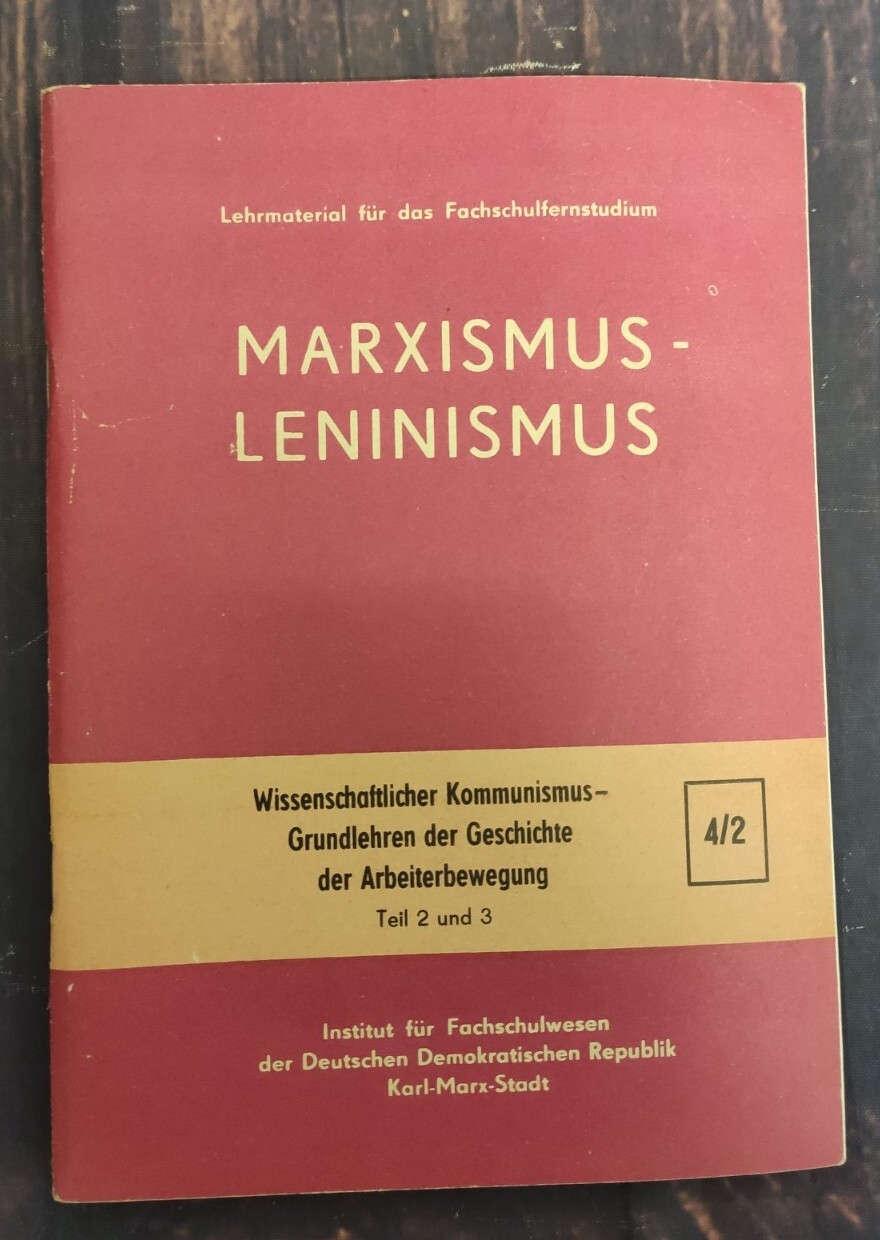 Lehrmaterial für das Fachschulfernstudium
MARXISMUS -
LENINISMUS
Wissenschaftlicher Kommunismus–
Grundlehren der Geschichte
der Arbeiterbewegung
Teil 2 und 3
4/2
Institut für Fachschulwesen
der Deutschen Demokratischen Republik
Karl-Marx-Stadt